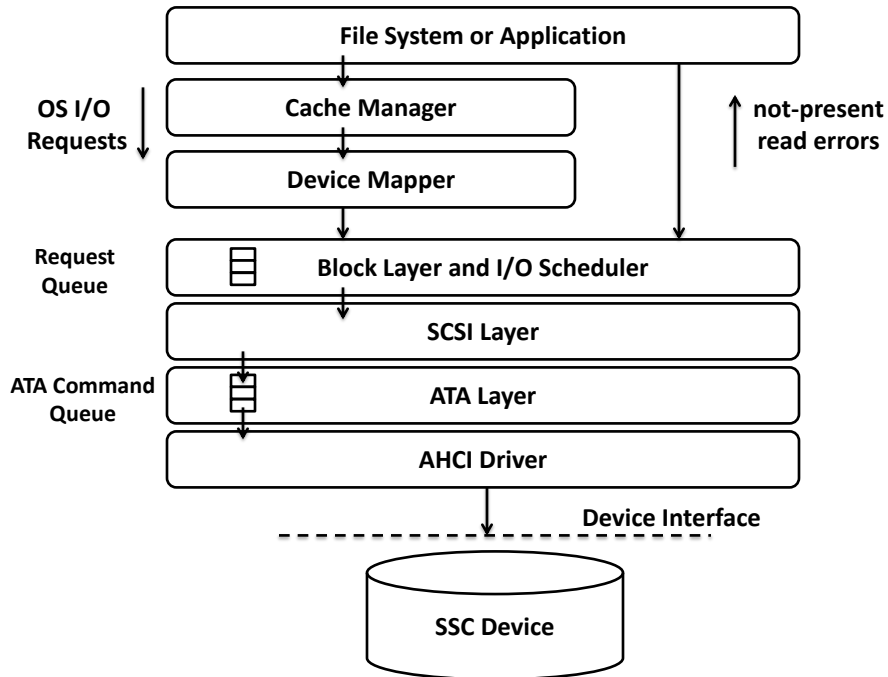 File System or Application
OS I/O
Requests
Cache Manager
not-present
read errors
Device Mapper
Request
Queue
Block Layer and I/O Scheduler
SCSI Layer
ATA Command
Queue
ATA Layer
AHCI Driver
Device Interface
SSC Device